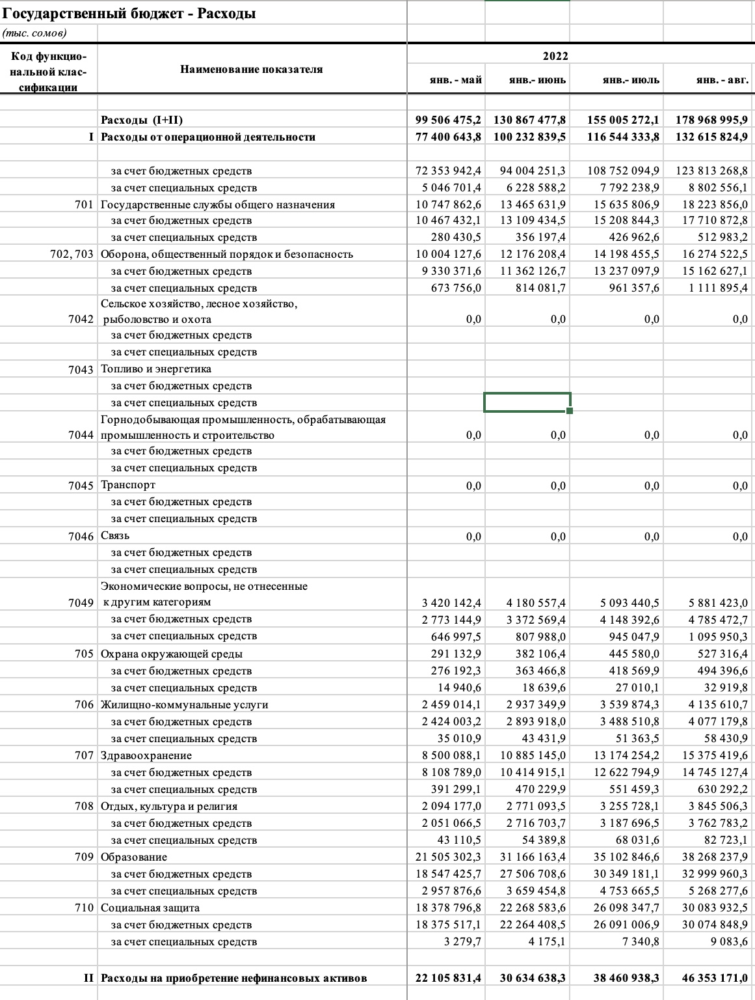 Государственный бюджет - Расходы
(тыс. сомов)
Код функцио-
нальной клас-
сификации
Наименование показателя
2022
янв. - май янв.- июнь янв.- июль янв. - авг.
Расходы (I+II) 99 506 475,2 130 867 477,8 155 005 272,1 178 968 995,9
I Расходы от операционной деятельности 77 400 643,8 100 232 839,5 116 544 333,8 132 615 824,9
за счет бюджетных средств 72 353 942,4 94 004 251,3 108 752 094,9 123 813 268,8
за счет специальных средств 5 046 701,4 6 228 588,2 7 792 238,9 8 802 556,1
701 Государственные службы общего назначения 10 747 862,6 13 465 631,9 15 635 806,9 18 223 856,0
за счет бюджетных средств 10 467 432,1 13 109 434,5 15 208 844,3 17 710 872,8
за счет специальных средств 280 430,5 356 197,4 426 962,6 512 983,2
702, 703 Оборона, общественный порядок и безопасность 10 004 127,6 12 176 208,4 14 198 455,5 16 274 522,5
за счет бюджетных средств 9 330 371,6 11 362 126,7 13 237 097,9 15 162 627,1
за счет специальных средств 673 756,0 814 081,7 961 357,6 1 111 895,4
Сельское хозяйство, лесное хозяйство,
7042 рыболовство и охота 0,0 0,0 0,0 0,0
за счет бюджетных средств
за счет специальных средств
7043 Топливо и энергетика
за счет бюджетных средств
за счет специальных средств
Горнодобывающая промышленность, обрабатывающая
7044 промышленность и строительство 0,0 0,0 0,0 0,0
за счет бюджетных средств
за счет специальных средств
7045 Транспорт 0,0 0,0 0,0 0,0
за счет бюджетных средств
за счет специальных средств
7046 Связь 0,0 0,0 0,0 0,0
за счет бюджетных средств
за счет специальных средств
Экономические вопросы, не отнесенные
7049 к другим категориям 3 420 142,4 4 180 557,4 5 093 440,5 5 881 423,0
за счет бюджетных средств 2 773 144,9 3 372 569,4 4 148 392,6 4 785 472,7
за счет специальных средств 646 997,5 807 988,0 945 047,9 1 095 950,3
705 Охрана окружающей среды 291 132,9 382 106,4 445 580,0 527 316,4
за счет бюджетных средств 276 192,3 363 466,8 418 569,9 494 396,6
за счет специальных средств 14 940,6 18 639,6 27 010,1 32 919,8
706 Жилищно-коммунальные услуги 2 459 014,1 2 937 349,9 3 539 874,3 4 135 610,7
за счет бюджетных средств 2 424 003,2 2 893 918,0 3 488 510,8 4 077 179,8
за счет специальных средств 35 010,9 43 431,9 51 363,5 58 430,9
707 Здравоохранение 8 500 088,1 10 885 145,0 13 174 254,2 15 375 419,6
за счет бюджетных средств 8 108 789,0 10 414 915,1 12 622 794,9 14 745 127,4
за счет специальных средств 391 299,1 470 229,9 551 459,3 630 292,2
708 Отдых, культура и религия 2 094 177,0 2 771 093,5 3 255 728,1 3 845 506,3
за счет бюджетных средств 2 051 066,5 2 716 703,7 3 187 696,5 3 762 783,2
за счет специальных средств 43 110,5 54 389,8 68 031,6 82 723,1
709 Образование 21 505 302,3 31 166 163,4 35 102 846,6 38 268 237,9
за счет бюджетных средств 18 547 425,7 27 506 708,6 30 349 181,1 32 999 960,3
за счет специальных средств 2 957 876,6 3 659 454,8 4 753 665,5 5 268 277,6
710 Социальная защита 18 378 796,8 22 268 583,6 26 098 347,7 30 083 932,5
за счет бюджетных средств 18 375 517,1 22 264 408,5 26 091 006,9 30 074 848,9
за счет специальных средств 3 279,7 4 175,1 7 340,8 9 083,6
II Расходы на приобретение нефинансовых активов 22 105 831,4 30 634 638,3 38 460 938,3 46 353 171,0